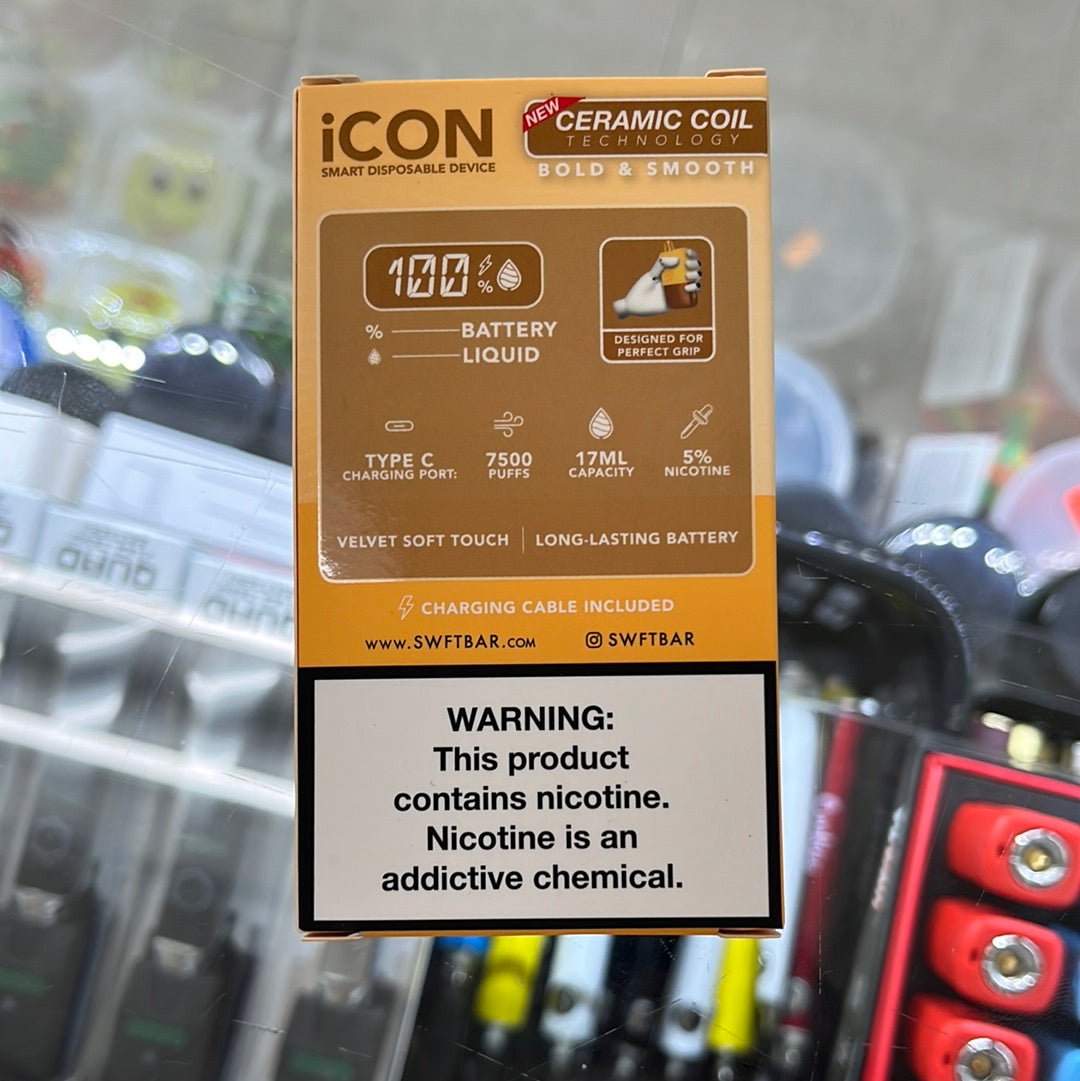 iCON
SMART DISPOSABLE DEVICE
NEW
CERAMIC COIL
TECHNOLOGY
BOLD & SMOOTH
100 %
% BATTERY
LIQUID
DESIGNED FOR
PERFECT GRIP
TYPE C
CHARGING PORT:
7500
PUFFS
17ML
CAPACITY
5%
NICOTINE
VELVET SOFT TOUCH
LONG-LASTING BATTERY
CHARGING CABLE INCLUDED
WWW.SWFTBAR.COM
SWFTBAR
WARNING:
This product
contains nicotine.
Nicotine is an
addictive chemical.
QUAD
QUAD